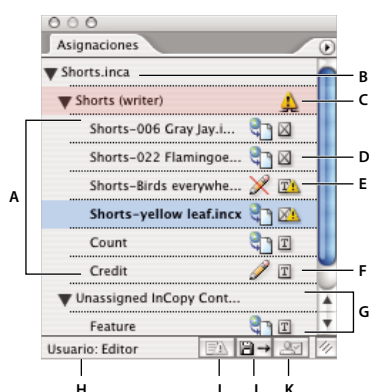 Asignaciones
Shorts.inca
B
Shorts (writer)
C
Shorts-006 Gray Jay.i...
Shorts-022 Flamingoe...
D
Shorts-Birds everywhe...
T
E
A
Shorts-yellow leaf.incx
Count
T
Credit
T
F
Unassigned InCopy Cont...
G
Feature
T
Usuario: Editor
H
I
J
K